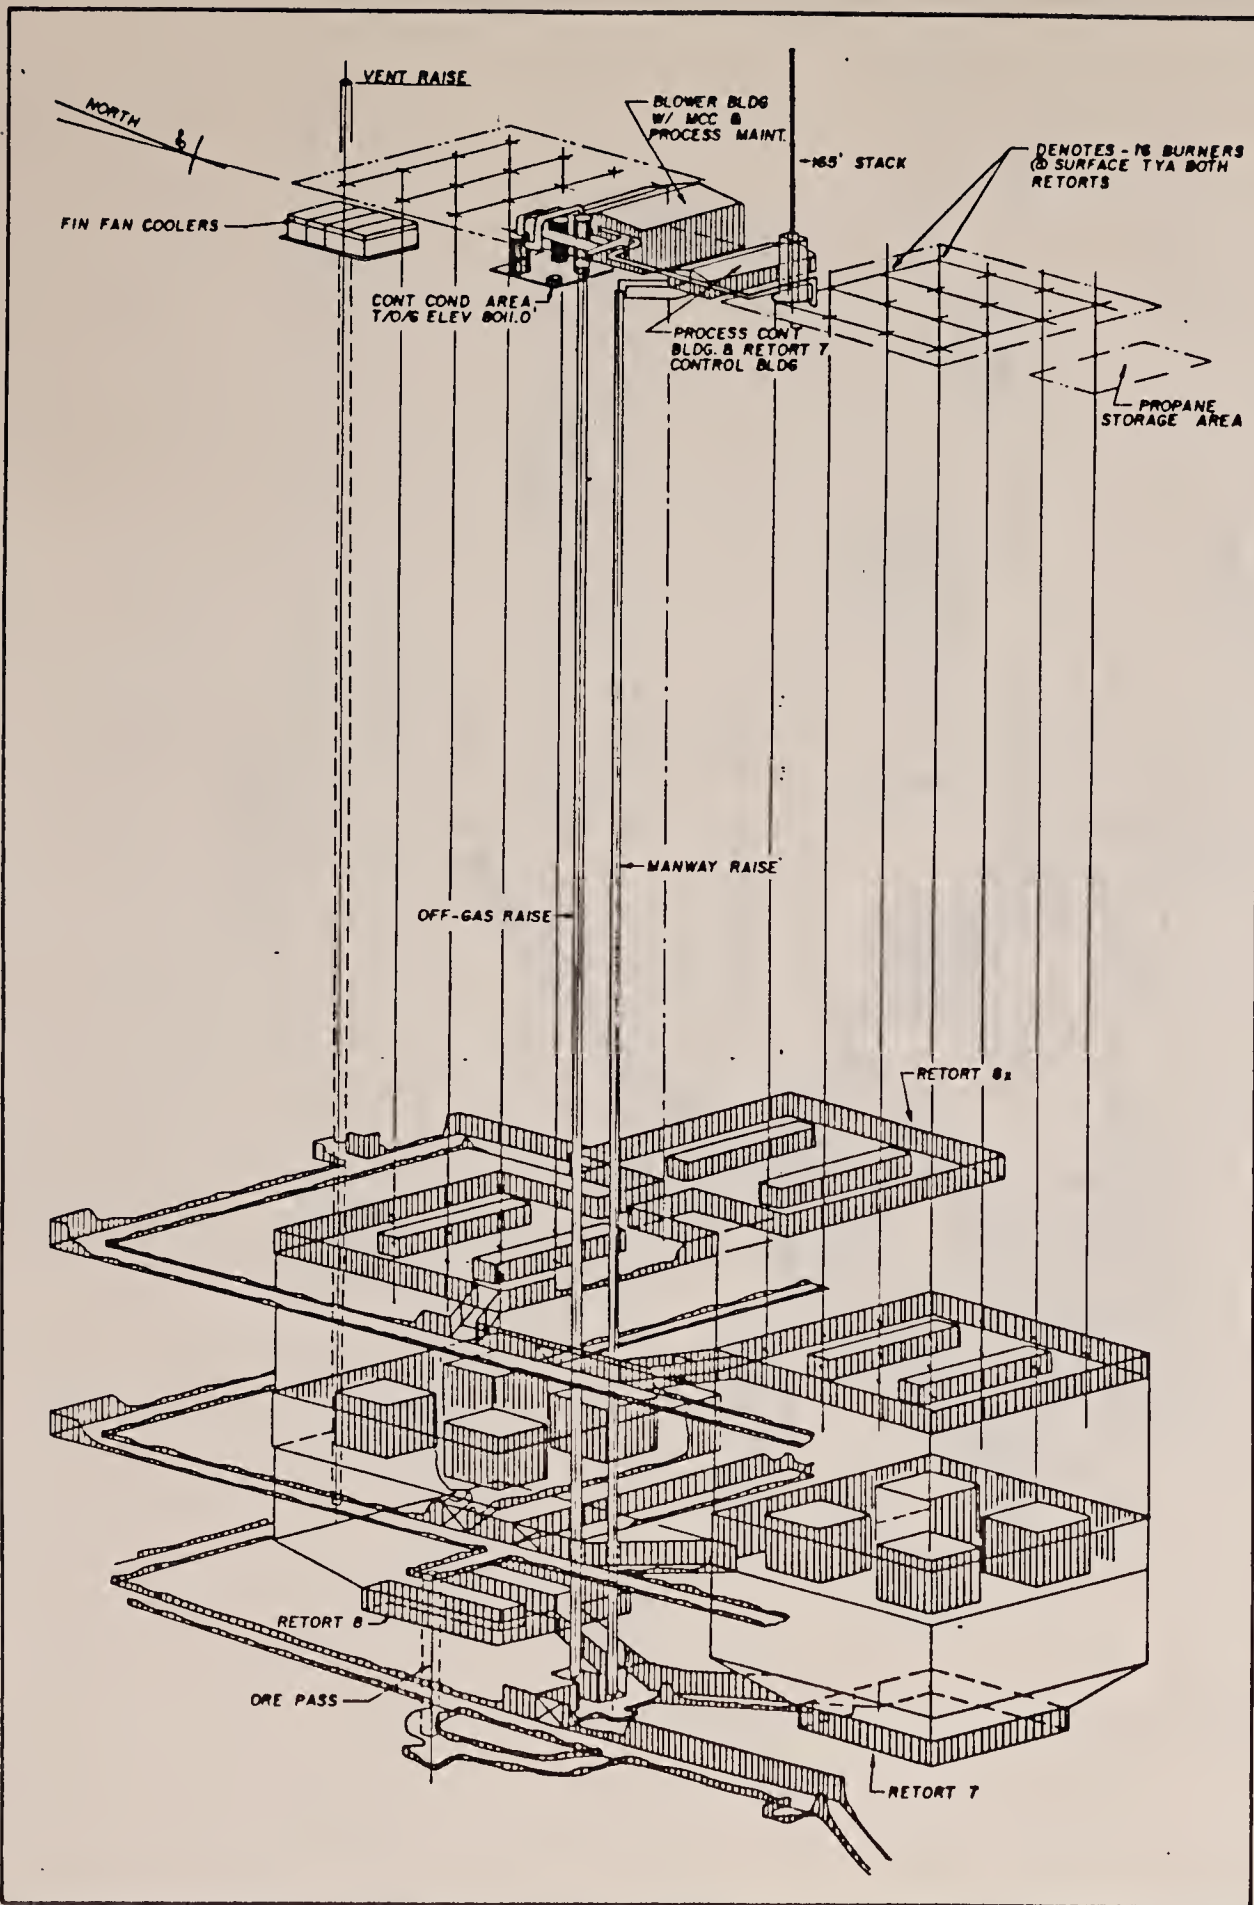 VENT RAISE
NORTH
BLOWER BLDG
W/ MCC &
PROCESS MAINT.
165' STACK
DENOTES - 16 BURNERS
@ SURFACE TYA BOTH
RETORTS
FIN FAN COOLERS
CONT COND AREA
T/O/S ELEV 8011.0'
PROCESS CONT
BLDG. & RETORT 7
CONTROL BLDG
PROPANE
STORAGE AREA
MANWAY RAISE
OFF-GAS RAISE
RETORT 8x
RETORT 8
ORE PASS
RETORT 7